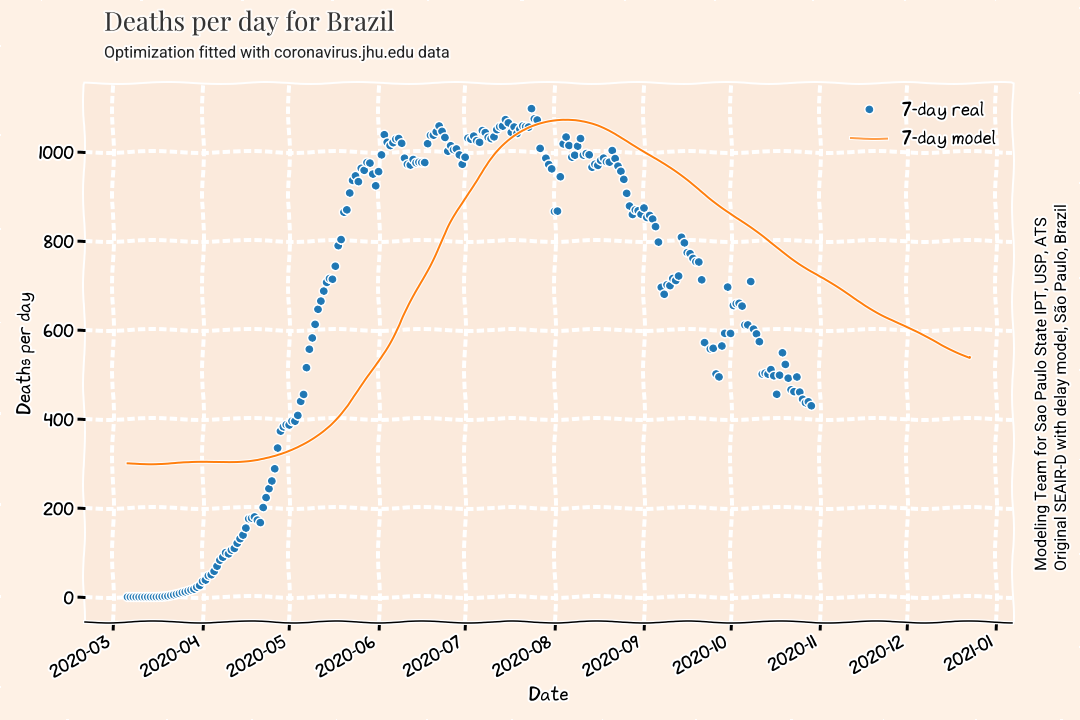 Deaths per day for Brazil
Optimization fitted with coronavirus.jhu.edu data
7-day real
7-day model
1000
800
600
400
200
0
Deaths per day
2020-03
2020-04
2020-05
2020-06
2020-07
2020-08
2020-09
2020-10
2020-11
2020-12
2021-01
Date
Modeling Team for Sao Paulo State IPT, USP, ATS
Original SEAIR-D with delay model, São Paulo, Brazil